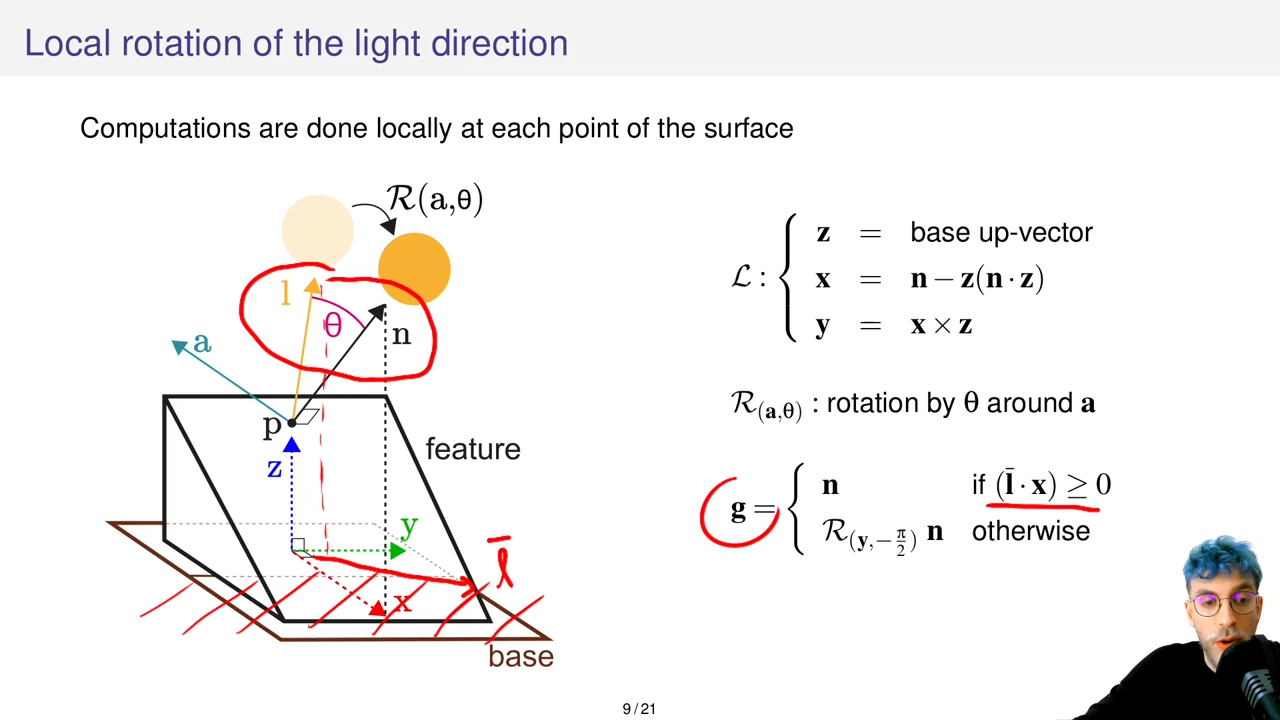 Local rotation of the light direction
Computations are done locally at each point of the surface
ℛ(a,θ)
l
θ
n
a
p
z
feature
y
x
l̄
base
ℒ : { z = base up-vector
x = n − z(n · z)
y = x × z
ℛ(a,θ) : rotation by θ around a
g = { n if (l̄ · x) ≥ 0
ℛ(y,−π/2) n otherwise
9 / 21